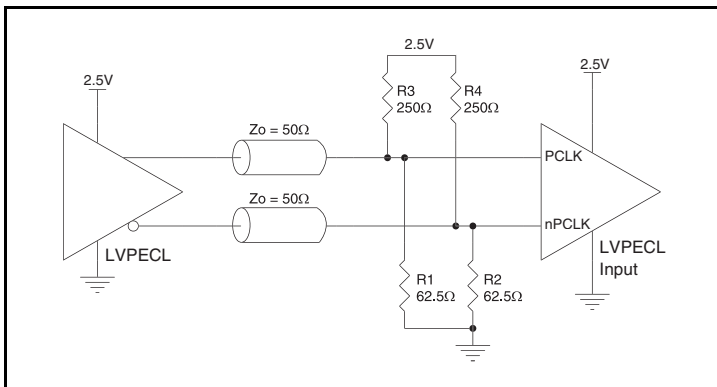 2.5V
2.5V
2.5V
R3
250Ω
R4
250Ω
Zo = 50Ω
PCLK
Zo = 50Ω
nPCLK
LVPECL
LVPECL
Input
R1
62.5Ω
R2
62.5Ω